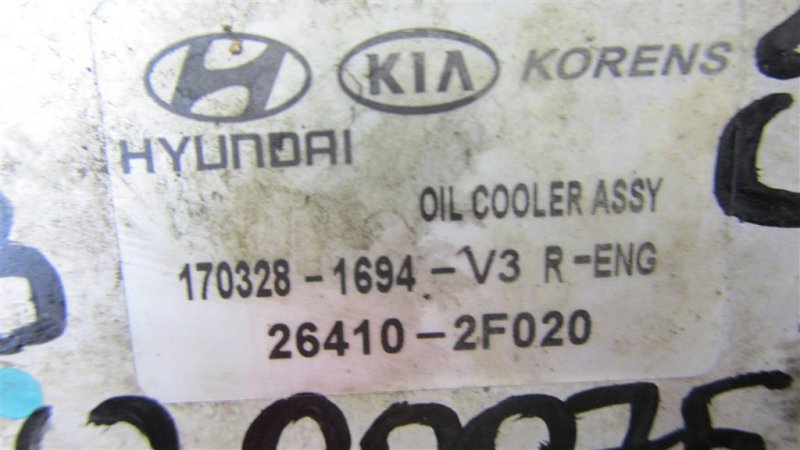 KIA KORENS
HYUNDAI
OIL COOLER ASSY
170328-1694-V3 R-ENG
26410-2F020